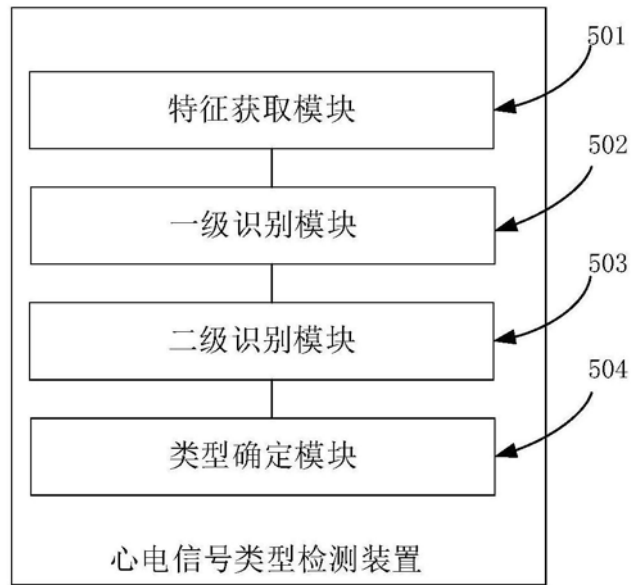 501
特征获取模块
502
一级识别模块
503
二级识别模块
504
类型确定模块
心电信号类型检测装置